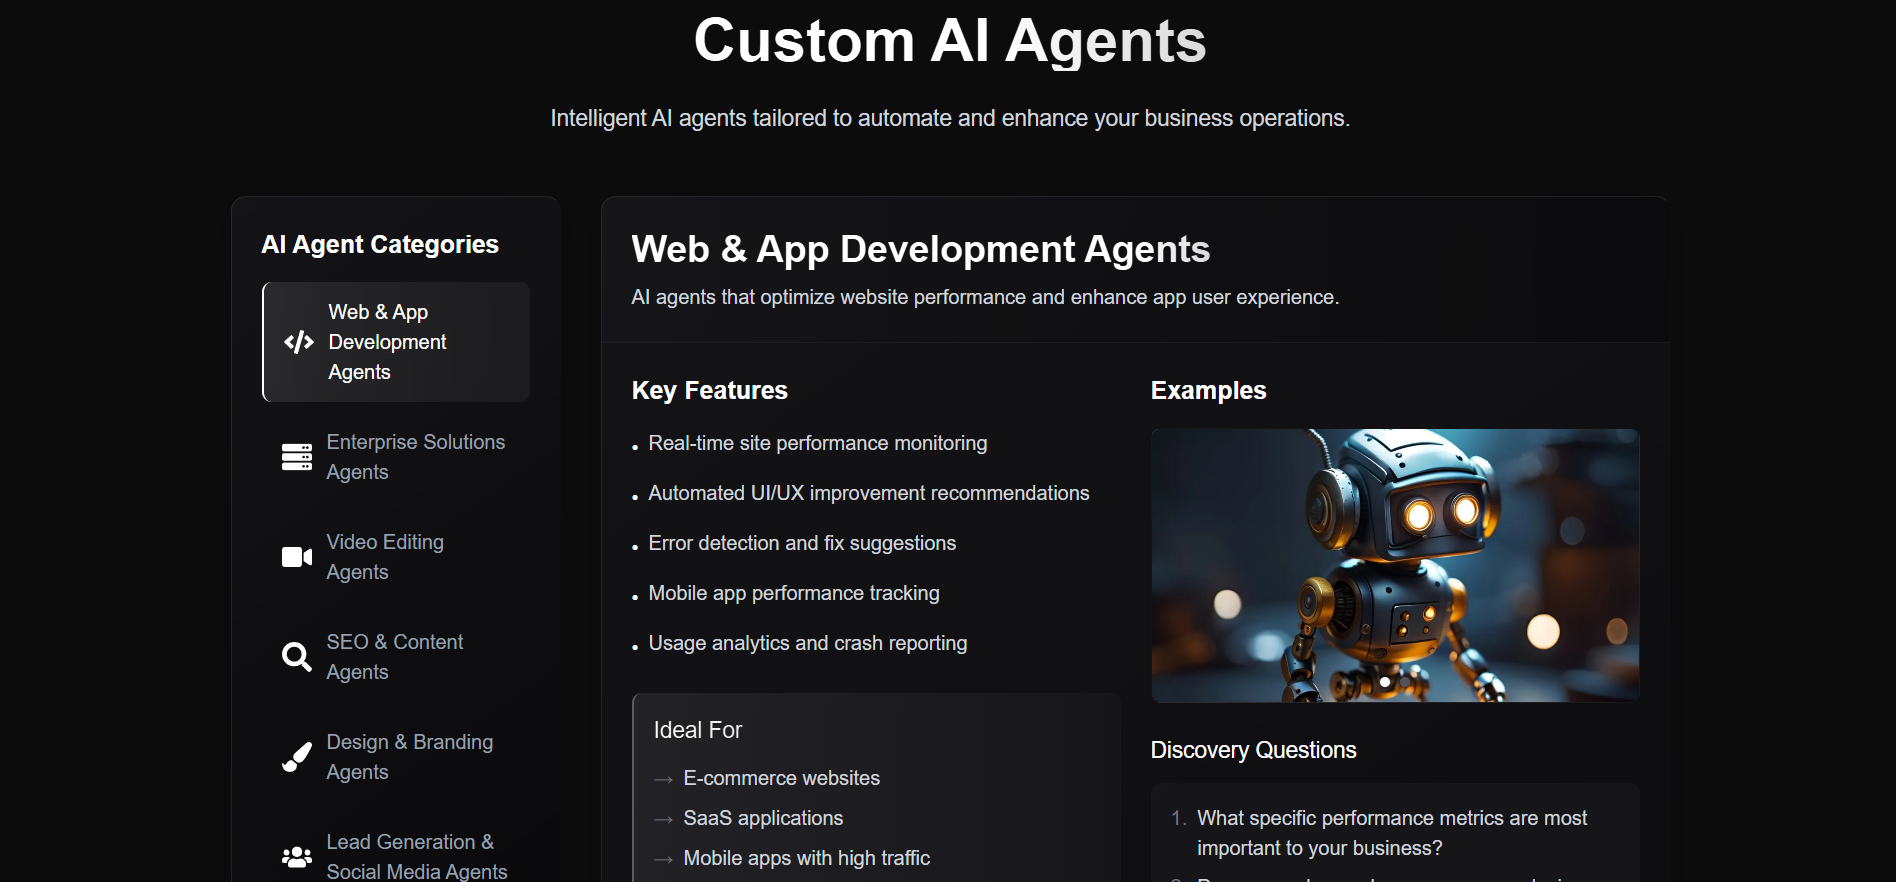 Custom AI Agents
Intelligent AI agents tailored to automate and enhance your business operations.
AI Agent Categories
Web & App
Development
Agents
Enterprise Solutions
Agents
Video Editing
Agents
SEO & Content
Agents
Design & Branding
Agents
Lead Generation &
Social Media Agents
Web & App Development Agents
AI agents that optimize website performance and enhance app user experience.
Key Features
• Real-time site performance monitoring
• Automated UI/UX improvement recommendations
• Error detection and fix suggestions
• Mobile app performance tracking
• Usage analytics and crash reporting
Ideal For
→ E-commerce websites
→ SaaS applications
→ Mobile apps with high traffic
Examples
Discovery Questions
1. What specific performance metrics are most
important to your business?